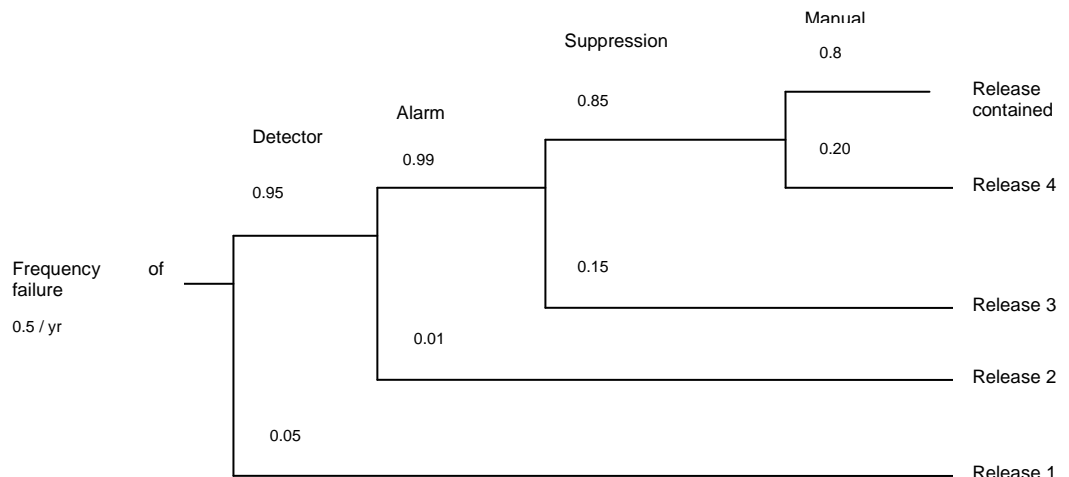 Manual
Suppression
0.8
0.85
Release
contained
Alarm
Detector
0.99
0.20
0.95
Release 4
Frequency of
failure
0.15
0.5 / yr
Release 3
0.01
Release 2
0.05
Release 1